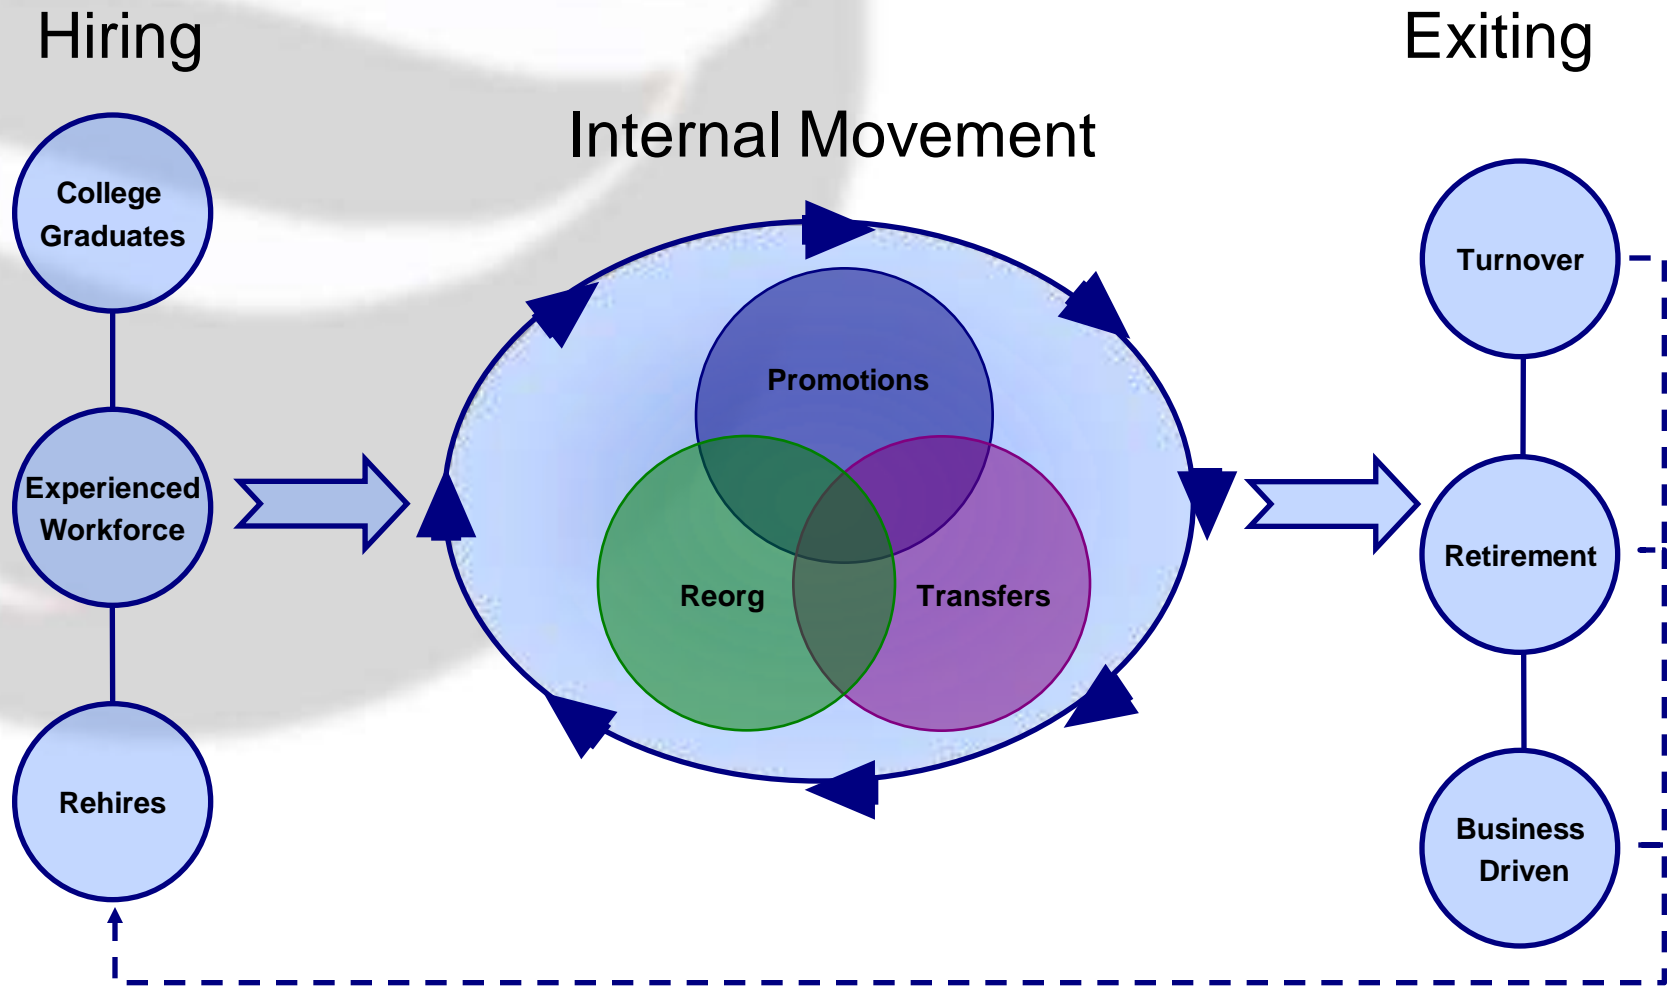 Hiring
Exiting
Internal Movement
College
Graduates
Experienced
Workforce
Rehires
Promotions
Reorg
Transfers
Turnover
Retirement
Business
Driven